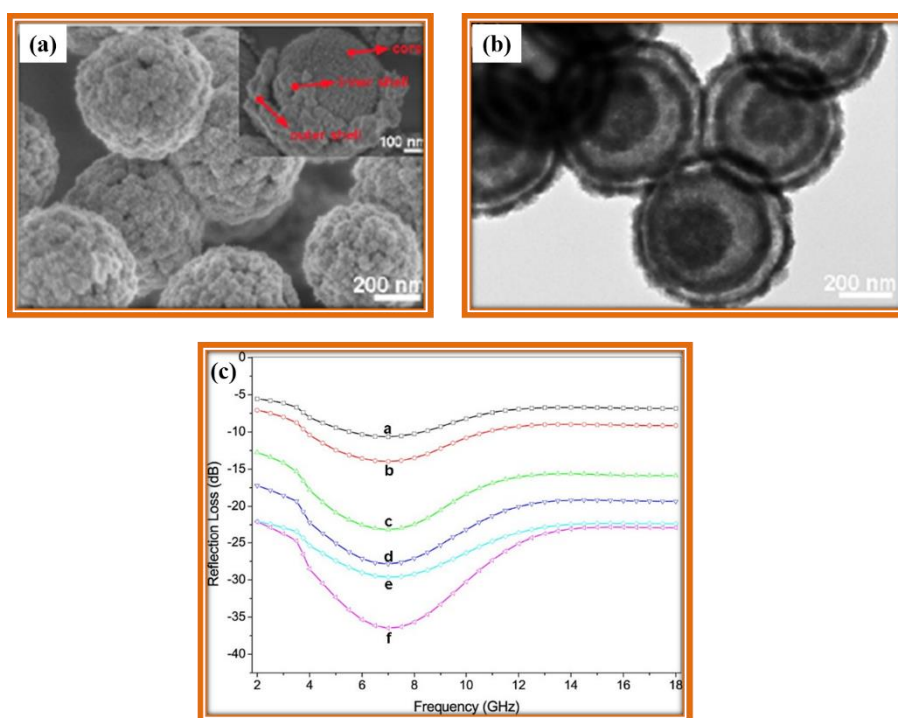 (a)
core
inner shell
outer shell
100 nm
200 nm
(b)
200 nm
(c)
Reflection Loss (dB)
0
-5
-10
-15
-20
-25
-30
-35
-40
a
b
c
d
e
f
2
4
6
8
10
12
14
16
18
Frequency (GHz)